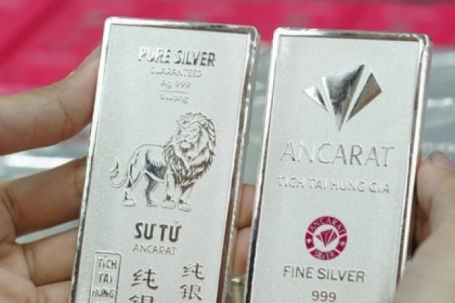 PURE SILVER
GUARANTEED
Ag 999
SƯ TỬ
ANCARAT
TÍCH
TÀI
HƯNG
纯银
纯银
ANCARAT
TÍCH TÀI HƯNG GIA
ANCARAT
SILVER
FINE SILVER
999